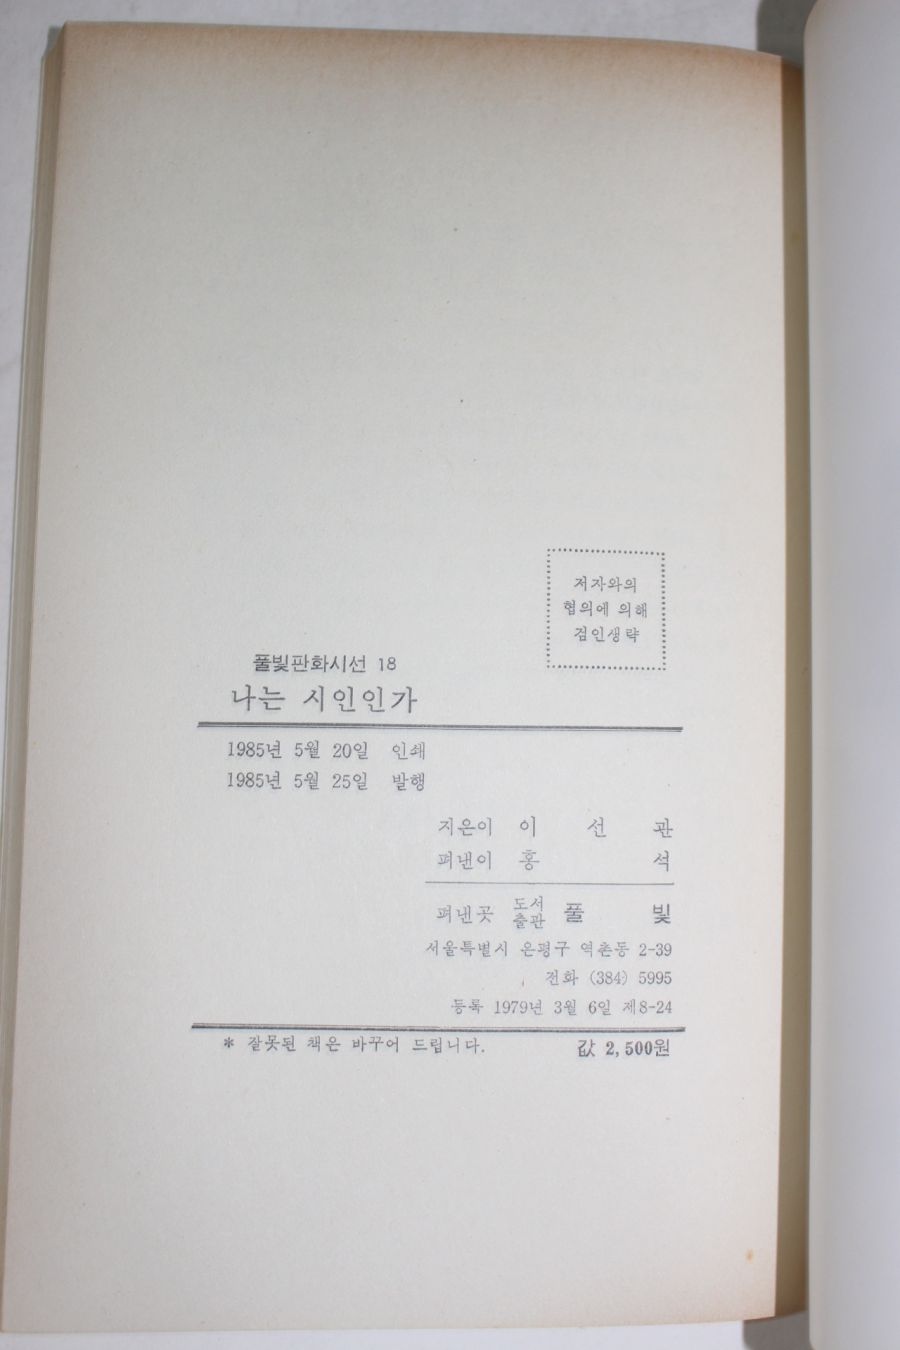 저자와의
협의에 의해
검인생략
풀빛판화시선 18
나는 시인인가
1985년 5월 20일 인쇄
1985년 5월 25일 발행
지은이 이 선 관
펴낸이 홍 석
펴낸곳 도서출판 풀 빛
서울특별시 은평구 역촌동 2-39
전화 (384) 5995
등록 1979년 3월 6일 제8-24
* 잘못된 책은 바꾸어 드립니다. 값 2,500원